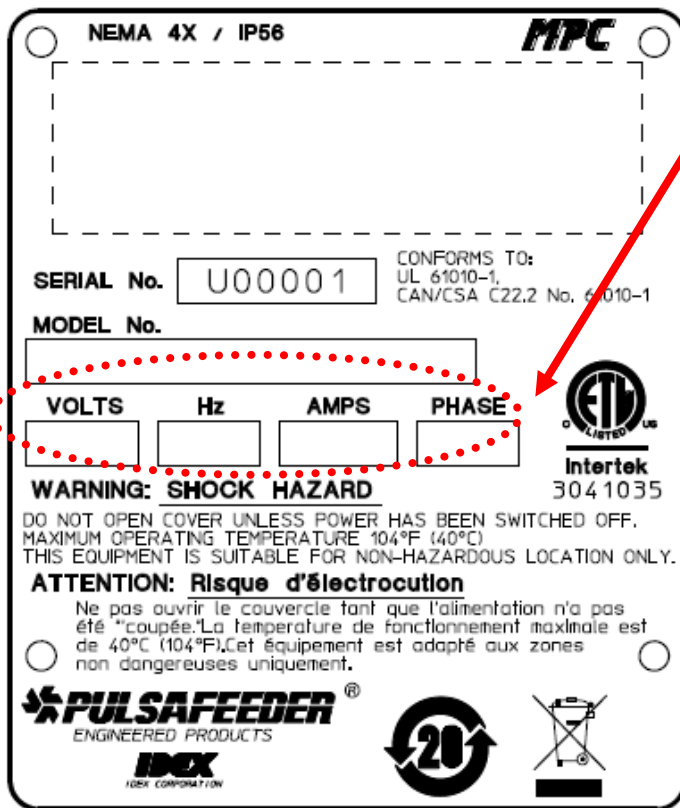 NEMA 4X / IP56
MPC
SERIAL No. U00001
CONFORMS TO:
UL 61010-1,
CAN/CSA C22.2 No. 61010-1
MODEL No.
VOLTS Hz AMPS PHASE
C ETL US
LISTED
Intertek
3041035
WARNING: SHOCK HAZARD
DO NOT OPEN COVER UNLESS POWER HAS BEEN SWITCHED OFF.
MAXIMUM OPERATING TEMPERATURE 104°F (40°C)
THIS EQUIPMENT IS SUITABLE FOR NON-HAZARDOUS LOCATION ONLY.
ATTENTION: Risque d'électrocution
Ne pas ouvrir le couvercle tant que l'alimentation n'a pas
été "coupée."La temperature de fonctionnement maximale est
de 40°C (104°F).Cet équipement est adapté aux zones
non dangereuses uniquement.
PULSAFEEDER®
ENGINEERED PRODUCTS
IDEX
IDEX CORPORATION
20